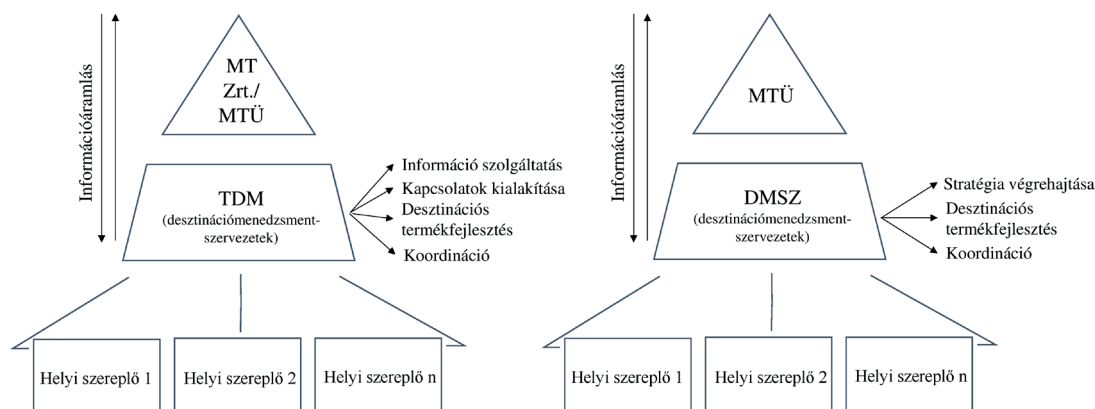 Információáramlás
MT
Zrt./
MTÜ
TDM
(desztinációmenedzsment-
szervezetek)
Információ szolgáltatás
Kapcsolatok kialakítása
Desztinációs
termékfejlesztés
Koordináció
Helyi szereplő 1
Helyi szereplő 2
Helyi szereplő n
Információáramlás
MTÜ
DMSZ
(desztinációmenedzsment-
szervezetek)
Stratégia végrehajtása
Desztinációs
termékfejlesztés
Koordináció
Helyi szereplő 1
Helyi szereplő 2
Helyi szereplő n